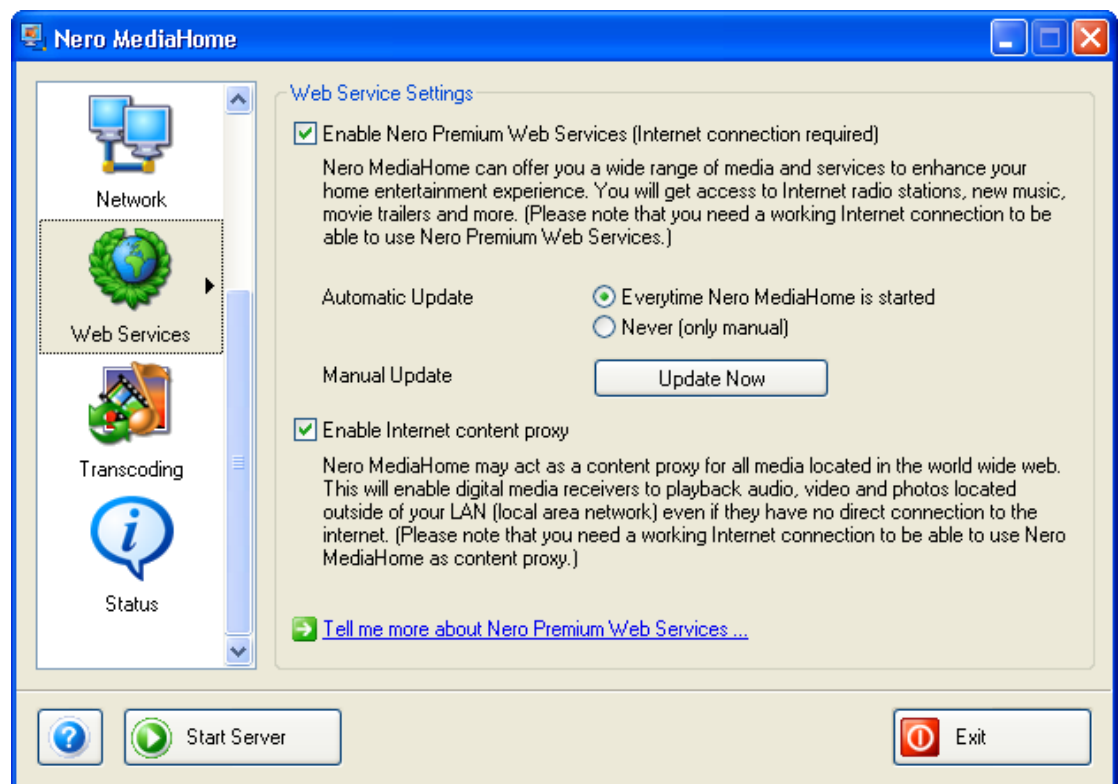 Nero MediaHome
Network
Web Services
Transcoding
Status
Web Service Settings
Enable Nero Premium Web Services (Internet connection required)
Nero MediaHome can offer you a wide range of media and services to enhance your
home entertainment experience. You will get access to Internet radio stations, new music,
movie trailers and more. (Please note that you need a working Internet connection to be
able to use Nero Premium Web Services.)
Automatic Update
Everytime Nero MediaHome is started
Never (only manual)
Manual Update
Update Now
Enable Internet content proxy
Nero MediaHome may act as a content proxy for all media located in the world wide web.
This will enable digital media receivers to playback audio, video and photos located
outside of your LAN (local area network) even if they have no direct connection to the
internet. (Please note that you need a working Internet connection to be able to use Nero
MediaHome as content proxy.)
Tell me more about Nero Premium Web Services ...
Start Server
Exit